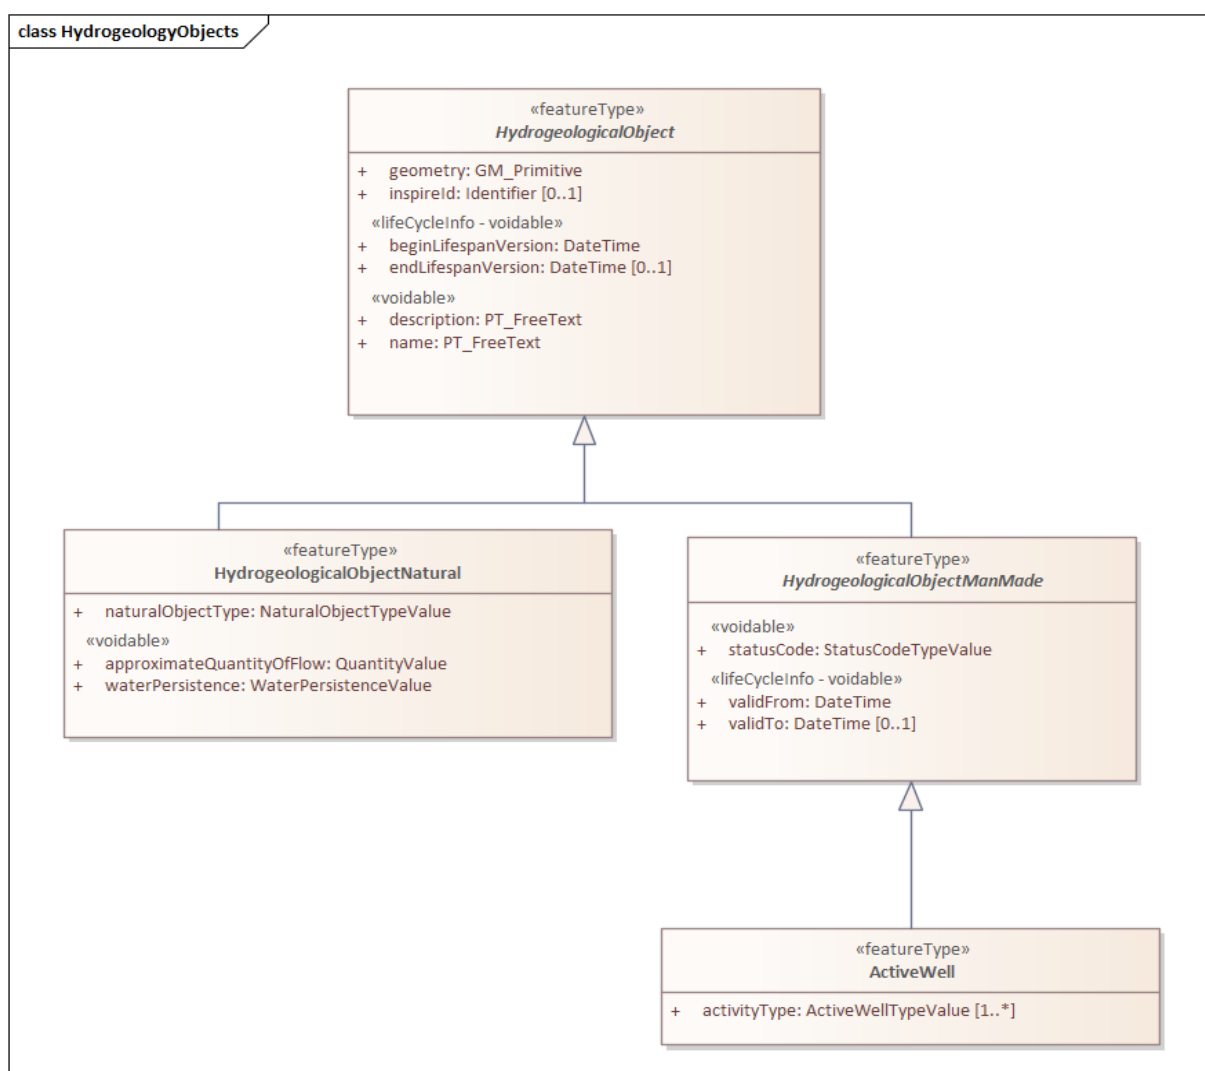 class HydrogeologyObjects
«featureType»
HydrogeologicalObject
+ geometry: GM_Primitive
+ inspireId: Identifier [0..1]
«lifeCycleInfo - voidable»
+ beginLifespanVersion: DateTime
+ endLifespanVersion: DateTime [0..1]
«voidable»
+ description: PT_FreeText
+ name: PT_FreeText
«featureType»
HydrogeologicalObjectNatural
+ naturalObjectType: NaturalObjectTypeValue
«voidable»
+ approximateQuantityOfFlow: QuantityValue
+ waterPersistence: WaterPersistenceValue
«featureType»
HydrogeologicalObjectManMade
«voidable»
+ statusCode: StatusCodeTypeValue
«lifeCycleInfo - voidable»
+ validFrom: DateTime
+ validTo: DateTime [0..1]
«featureType»
ActiveWell
+ activityType: ActiveWellTypeValue [1..*]